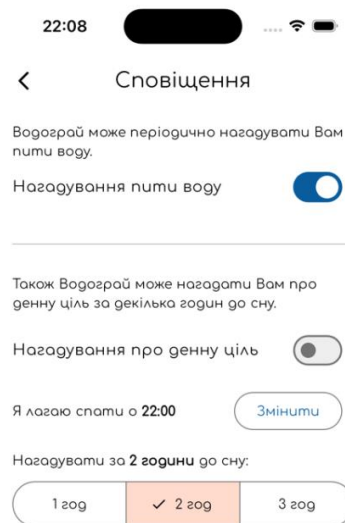 22:08
Сповіщення
Водограй може періодично нагадувати Вам
пити воду.
Нагадування пити воду
Також Водограй може нагадати Вам про
денну ціль за декілька годин до сну.
Нагадування про денну ціль
Я лагаю спати о 22:00
Змінити
Нагадувати за 2 години до сну:
1 год
2 год
3 год